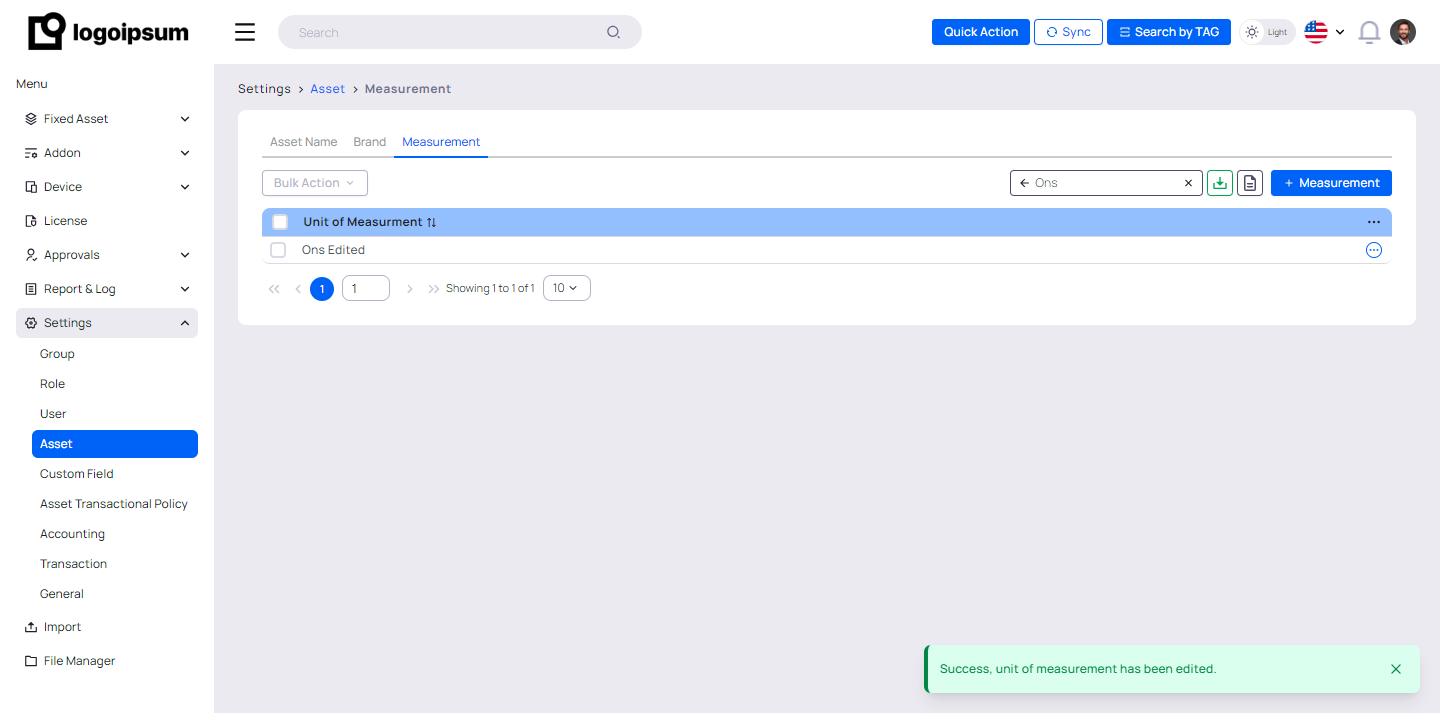 logoipsum
Search
Quick Action
Sync
Search by TAG
Light
Menu
Fixed Asset
Addon
Device
License
Approvals
Report & Log
Settings
Group
Role
User
Asset
Custom Field
Asset Transactional Policy
Accounting
Transaction
General
Import
File Manager
Settings > Asset > Measurement
Asset Name Brand Measurement
Bulk Action
Ons
+ Measurement
Unit of Measurment
Ons Edited
1 1 Showing 1 to 1 of 1 10
Success, unit of measurement has been edited.